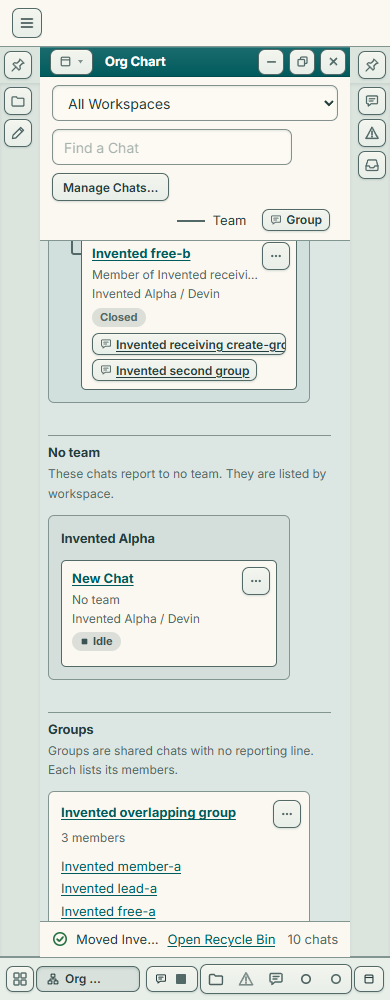 Org Chart
All Workspaces
Find a Chat
Manage Chats...
Team
Group
Invented free-b
Member of Invented receivi...
Invented Alpha / Devin
Closed
Invented receiving create-gro
Invented second group
No team
These chats report to no team. They are listed by
workspace.
Invented Alpha
New Chat
No team
Invented Alpha / Devin
Idle
Groups
Groups are shared chats with no reporting line.
Each lists its members.
Invented overlapping group
3 members
Invented member-a
Invented lead-a
Invented free-a
Moved Inve... Open Recycle Bin 10 chats
Org ...